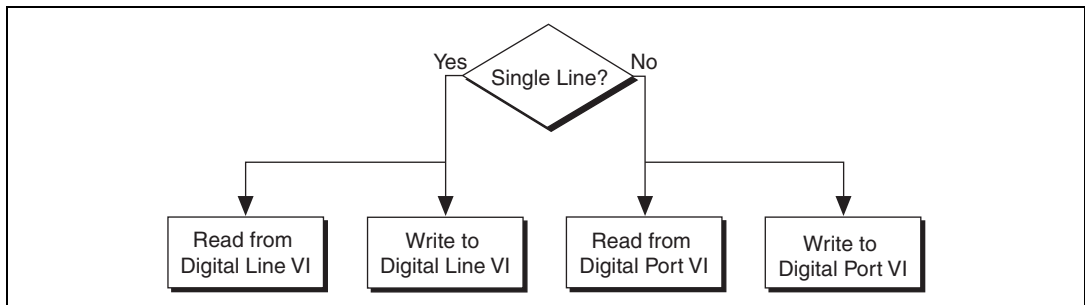 Yes
No
Single Line?
Read from
Digital Line VI
Write to
Digital Line VI
Read from
Digital Port VI
Write to
Digital Port VI